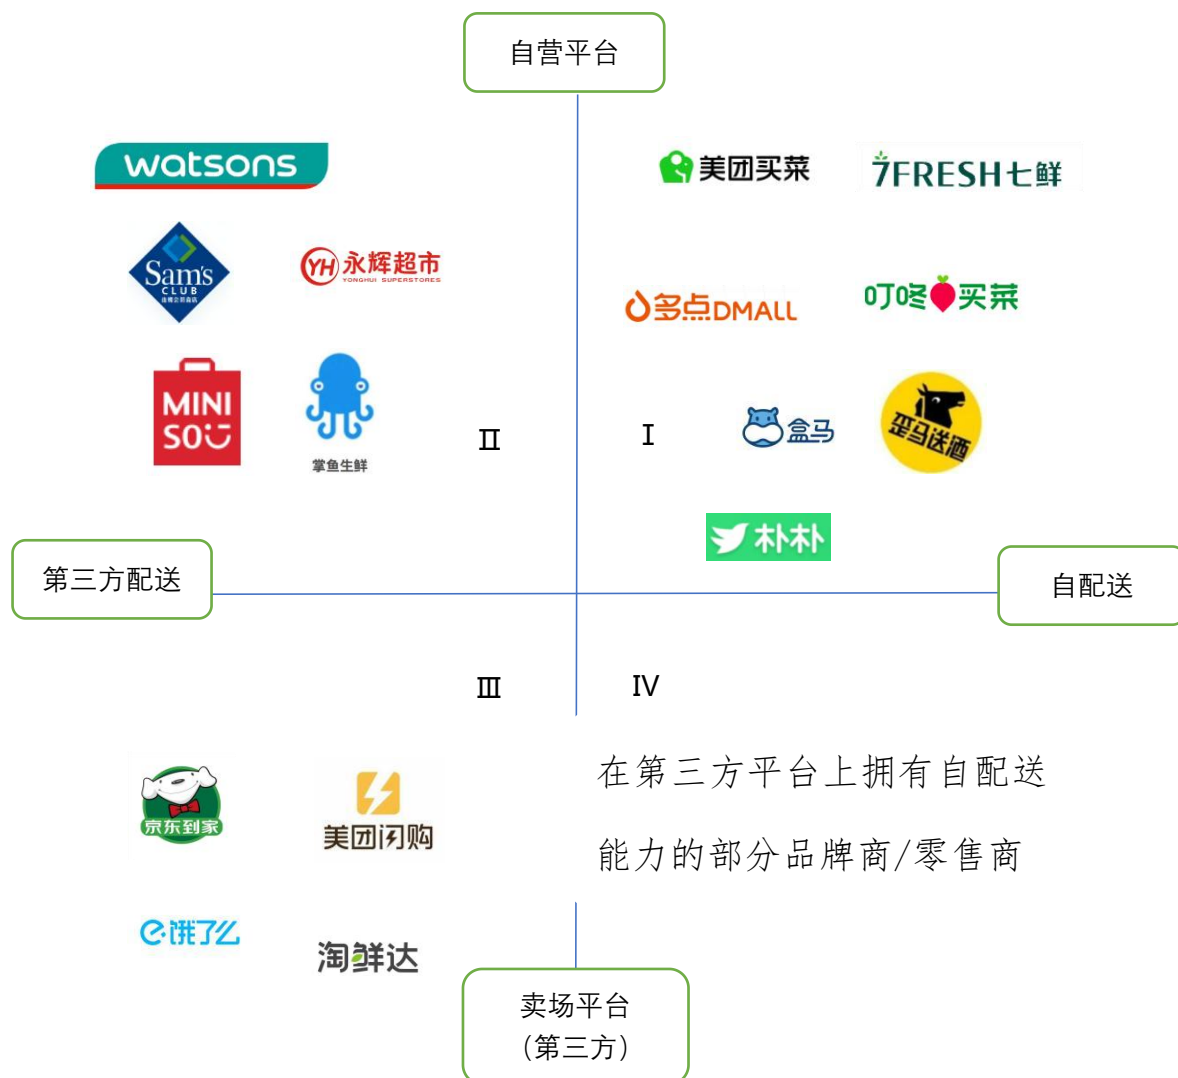 自营平台
watsons
美团买菜
7FRESH七鲜
Sam's
CLUB
YH永辉超市
YONGHUI SUPERSTORES
多点DMALL
叮咚买菜
MINI
SO
掌鱼生鲜
盒马
歪马送酒
Ⅱ
Ⅰ
朴朴
第三方配送
自配送
Ⅲ
Ⅳ
京东到家
美团闪购
在第三方平台上拥有自配送
能力的部分品牌商/零售商
饿了么
淘鲜达
卖场平台
（第三方）